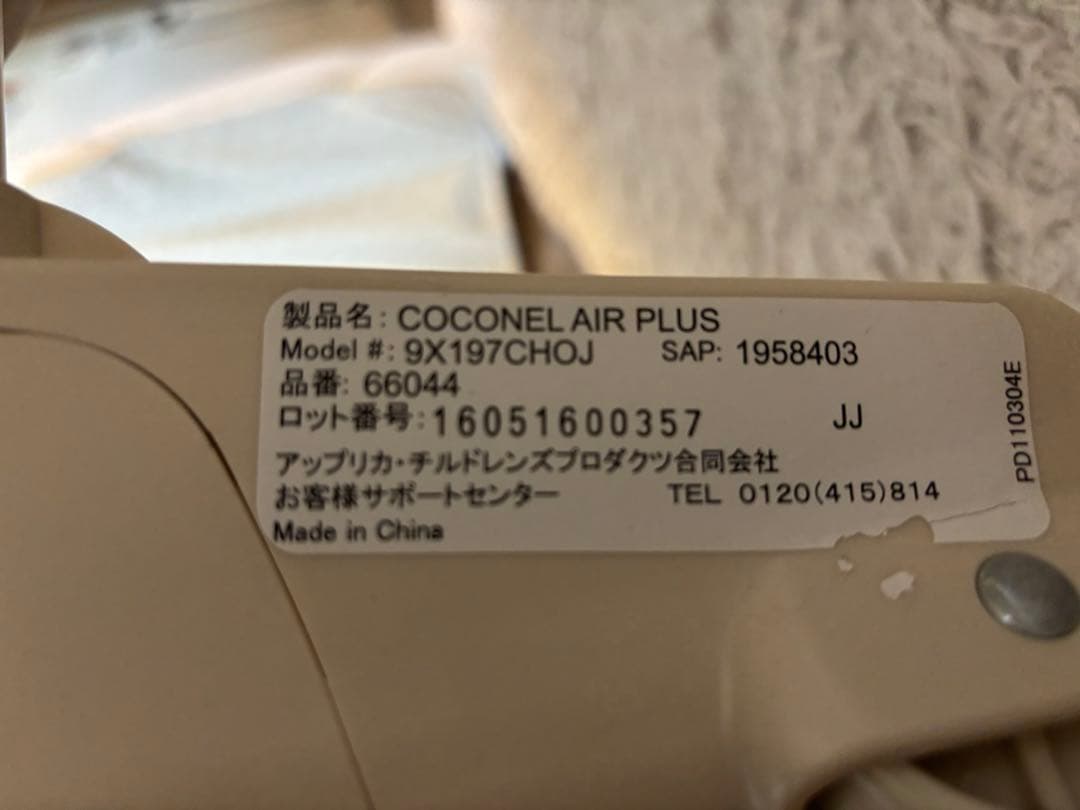 製品名: COCONEL AIR PLUS
Model #: 9X197CHOJ SAP: 1958403
品番: 66044
ロット番号: 16051600357 JJ
アップリカ・チルドレンズプロダクツ合同会社
お客様サポートセンター TEL 0120(415)814
Made in China
PD110304E